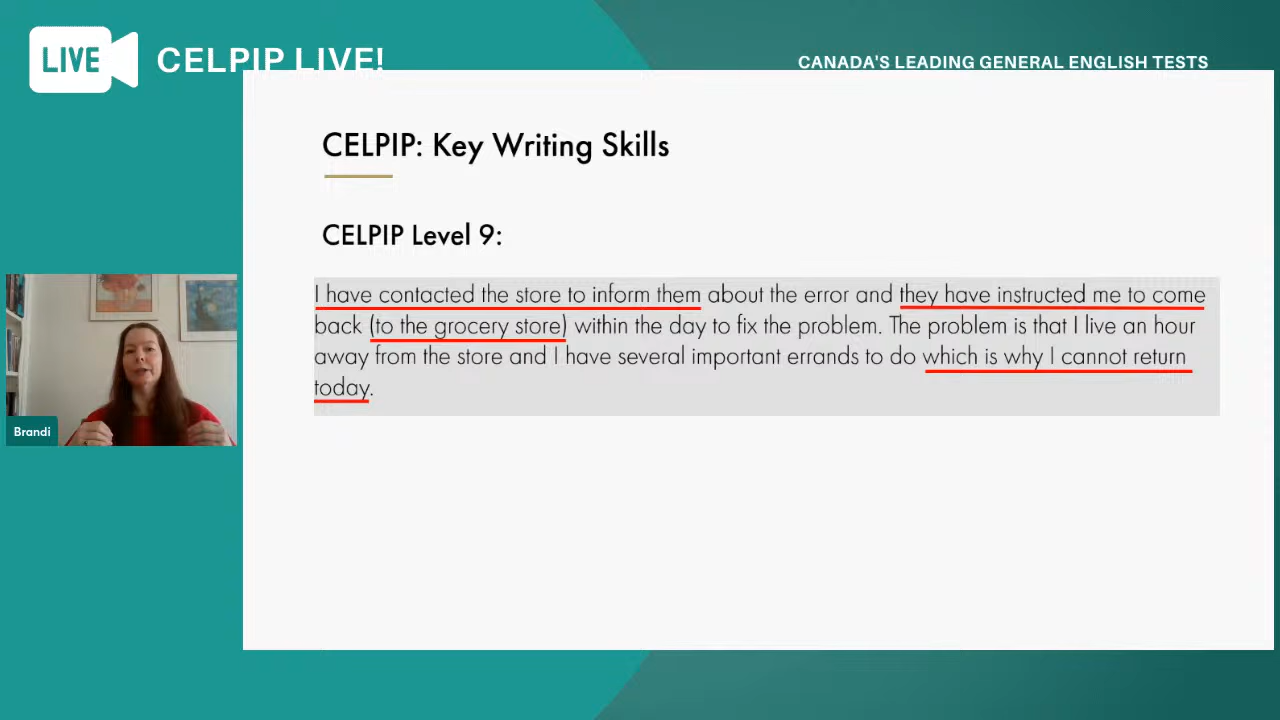 LIVE
CELPIP LIVE!
CANADA'S LEADING GENERAL ENGLISH TESTS
CELPIP: Key Writing Skills
CELPIP Level 9:
I have contacted the store to inform them about the error and they have instructed me to come
back (to the grocery store) within the day to fix the problem. The problem is that I live an hour
away from the store and I have several important errands to do which is why I cannot return
today.
Brandi